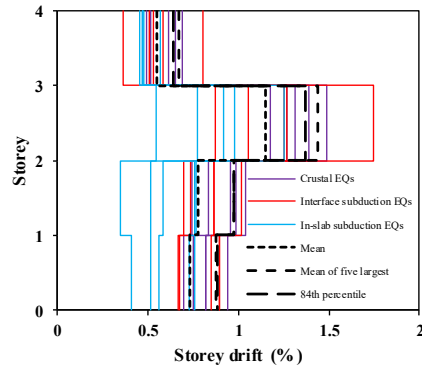 4
3
2
1
0
Storey
Crustal EQs
Interface subduction EQs
In-slab subduction EQs
Mean
Mean of five largest
84th percentile
0
0.5
1
1.5
2
Storey drift (%)